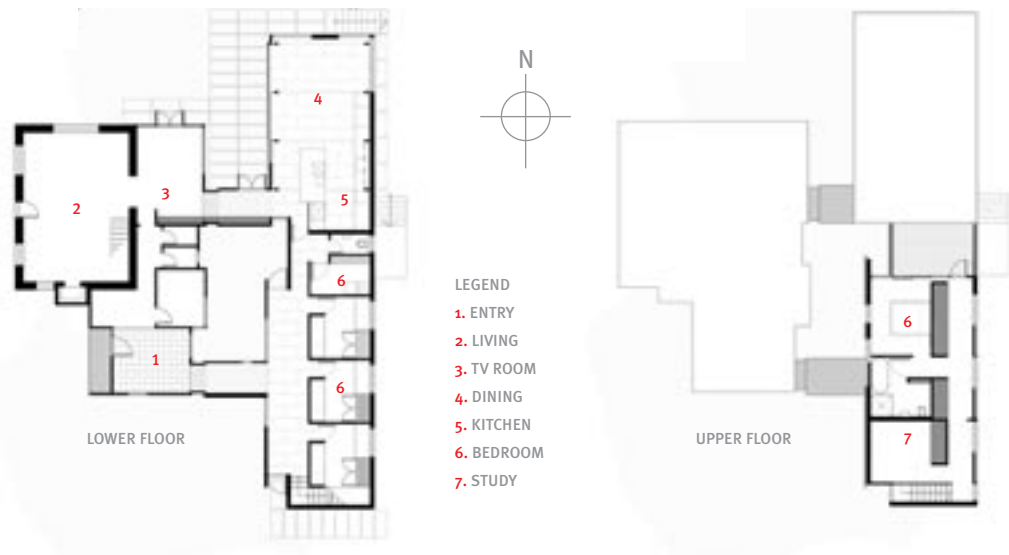 N
4
3
5
2
6
1
6
LOWER FLOOR
LEGEND
1. ENTRY
2. LIVING
3. TV ROOM
4. DINING
5. KITCHEN
6. BEDROOM
7. STUDY
6
7
UPPER FLOOR